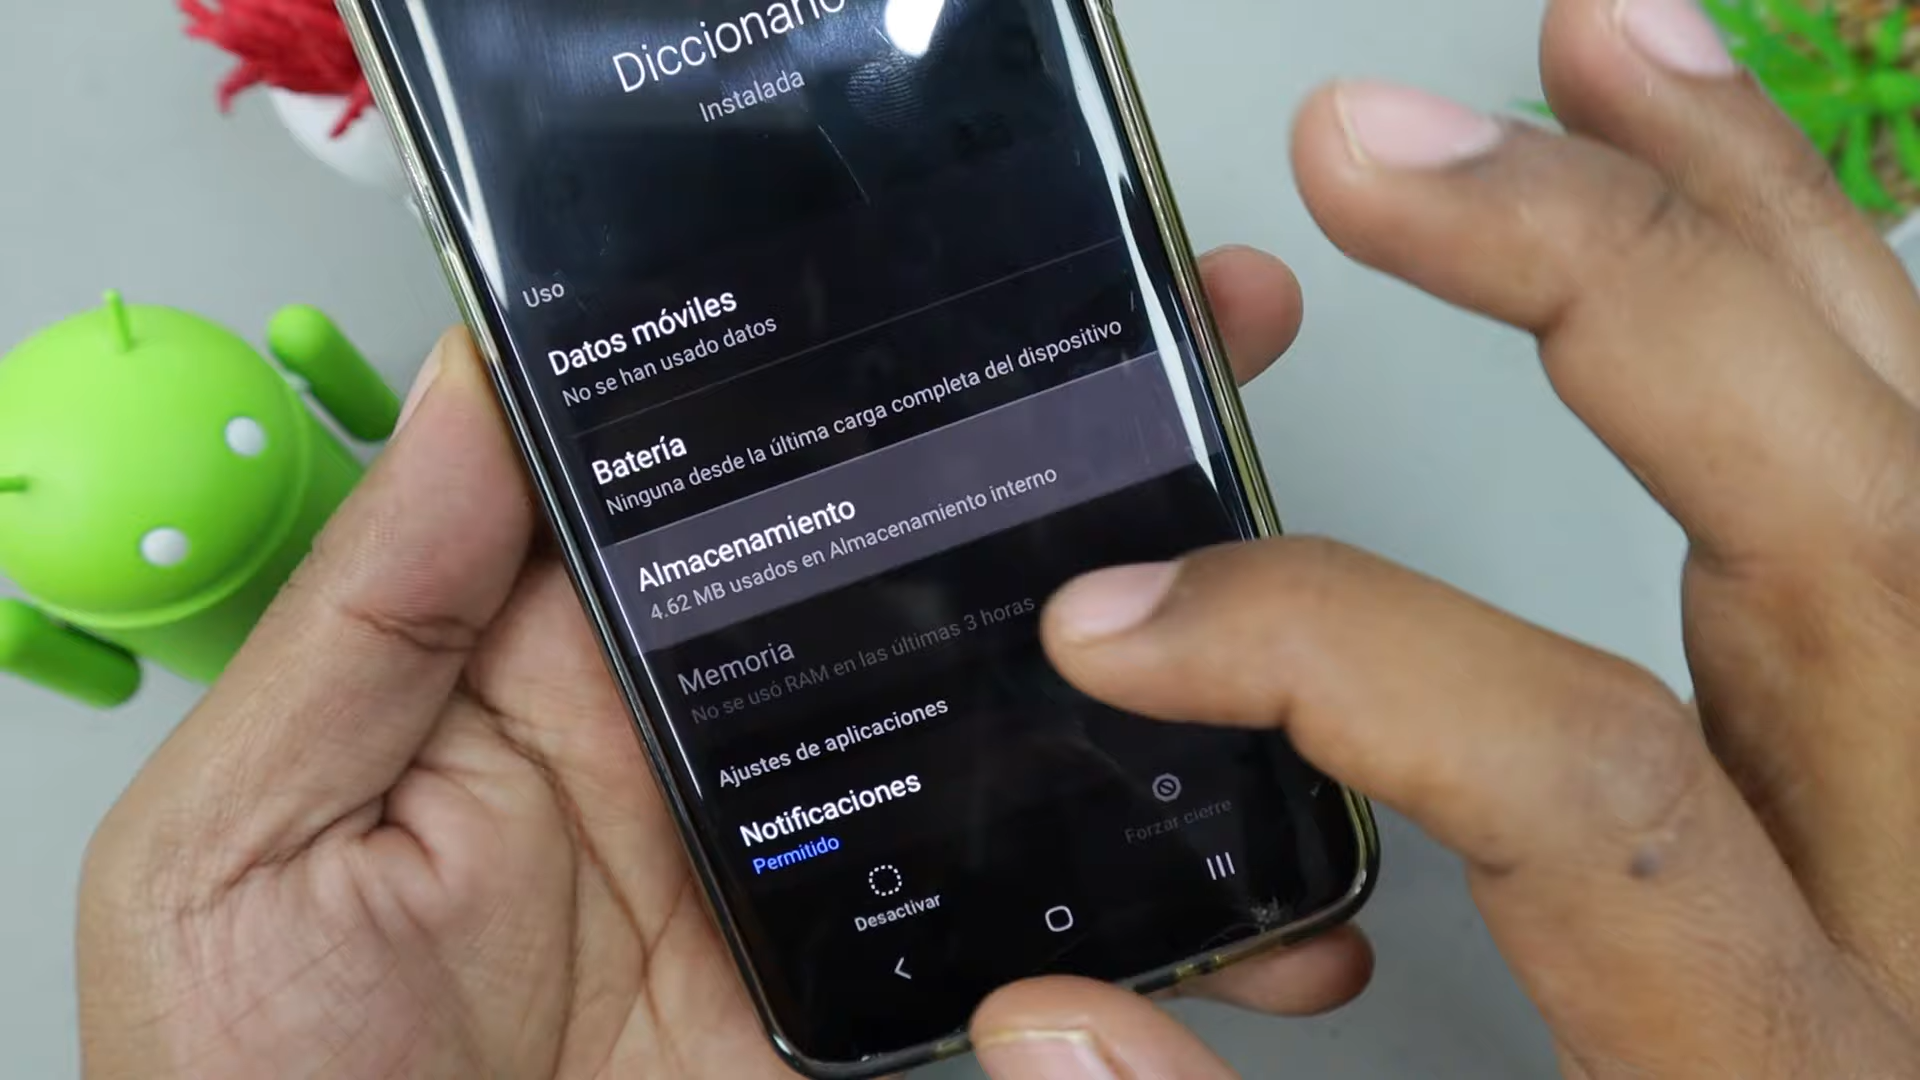 Diccionario
Instalada
Uso
Datos móviles
No se han usado datos
Batería
Ninguna desde la última carga completa del dispositivo
Almacenamiento
4.62 MB usados en Almacenamiento interno
Memoria
No se usó RAM en las últimas 3 horas
Ajustes de aplicaciones
Notificaciones
Permitido
Desactivar
Forzar cierre